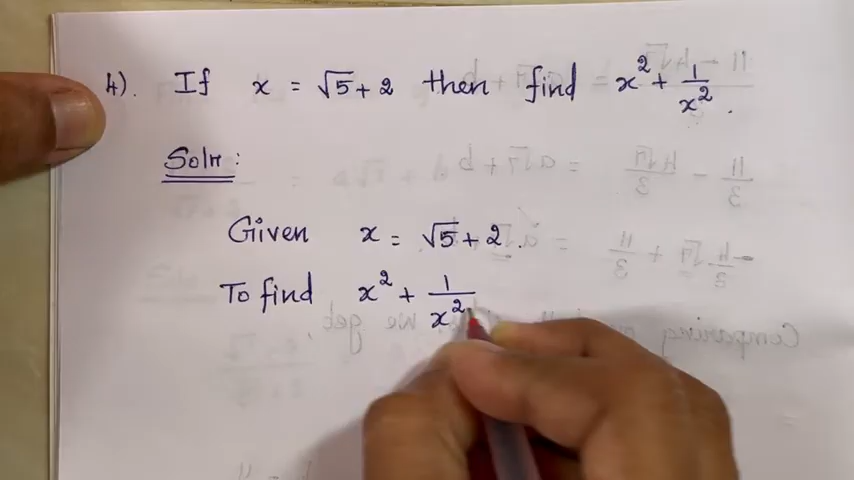 4). If x = √5 + 2 then find x² + 1/x².
Soln:
Given x = √5 + 2.
To find x² + 1/x²